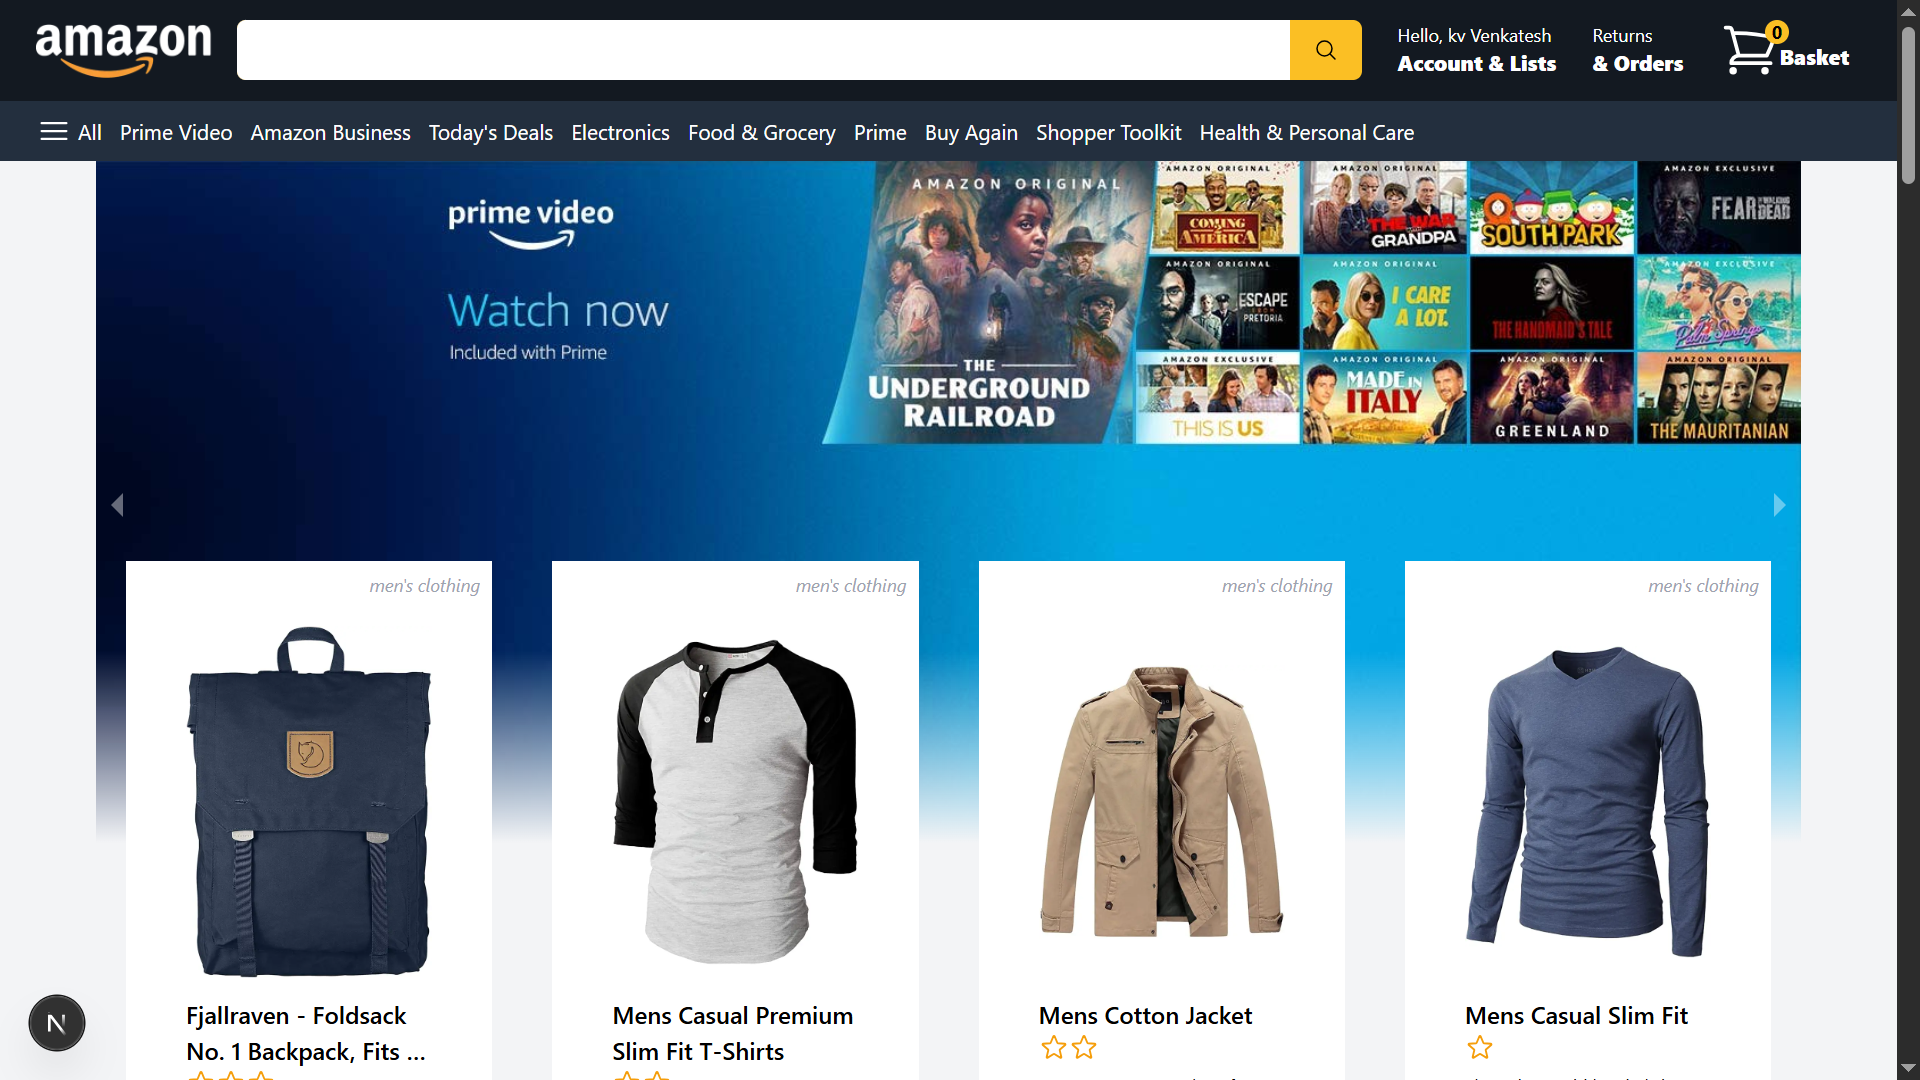 amazon
Hello, kv Venkatesh
Account & Lists
Returns
& Orders
0
Basket
All Prime Video Amazon Business Today's Deals Electronics Food & Grocery Prime Buy Again Shopper Toolkit Health & Personal Care
prime video
Watch now
Included with Prime
AMAZON ORIGINAL
THE
UNDERGROUND
RAILROAD
AMAZON ORIGINAL
COMING
2
AMERICA
AMAZON ORIGINAL
THE WAR
WITH
GRANDPA
SOUTH PARK
AMAZON EXCLUSIVE
FEAR THE WALKING DEAD
AMAZON ORIGINAL
ESCAPE
FROM
PRETORIA
AMAZON ORIGINAL
I CARE
A LOT.
THE HANDMAID'S TALE
AMAZON EXCLUSIVE
Palm Springs
AMAZON EXCLUSIVE
THIS IS US
AMAZON ORIGINAL
MADE IN
ITALY
AMAZON ORIGINAL
GREENLAND
AMAZON ORIGINAL
THE MAURITANIAN
men's clothing
men's clothing
men's clothing
men's clothing
Fjallraven - Foldsack
No. 1 Backpack, Fits ...
Mens Casual Premium
Slim Fit T-Shirts
Mens Cotton Jacket
Mens Casual Slim Fit
N